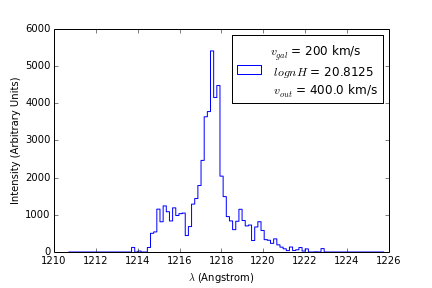 6000
5000
4000
3000
2000
1000
0
Intensity (Arbitrary Units)
v_gal = 200 km/s
lognH = 20.8125
v_out = 400.0 km/s
1210 1212 1214 1216 1218 1220 1222 1224 1226
λ (Angstrom)